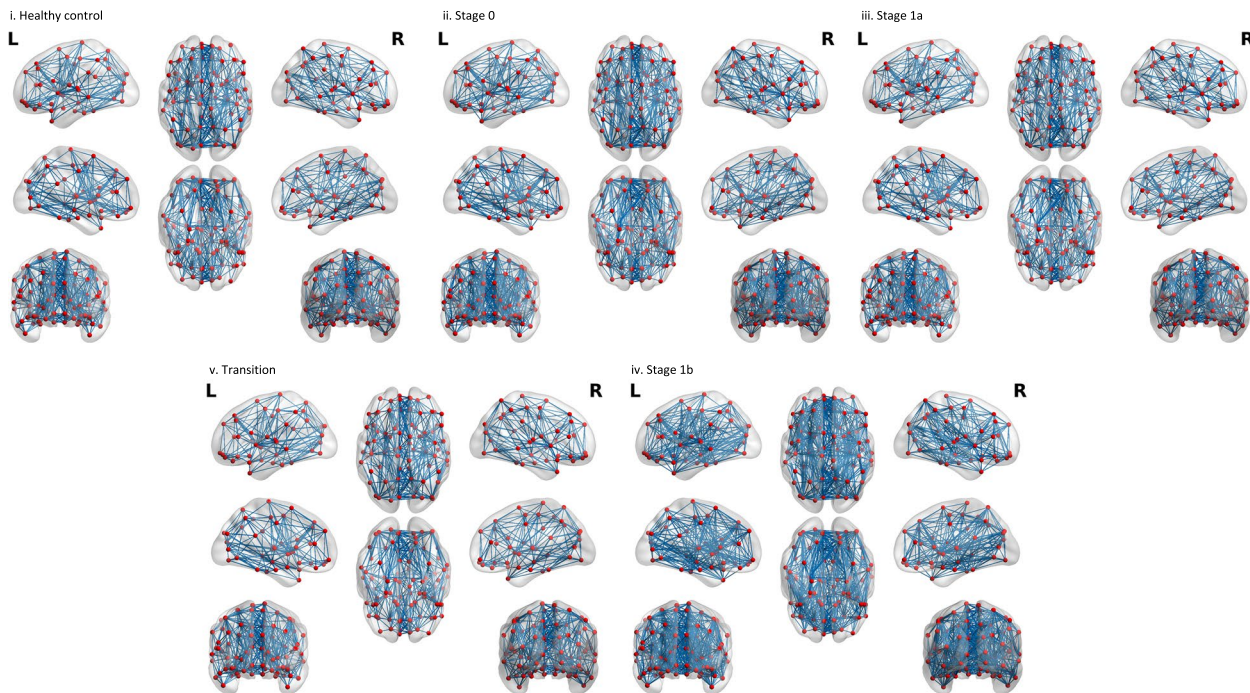 i. Healthy control
L
R
ii. Stage 0
L
R
iii. Stage 1a
L
R
v. Transition
L
R
iv. Stage 1b
L
R